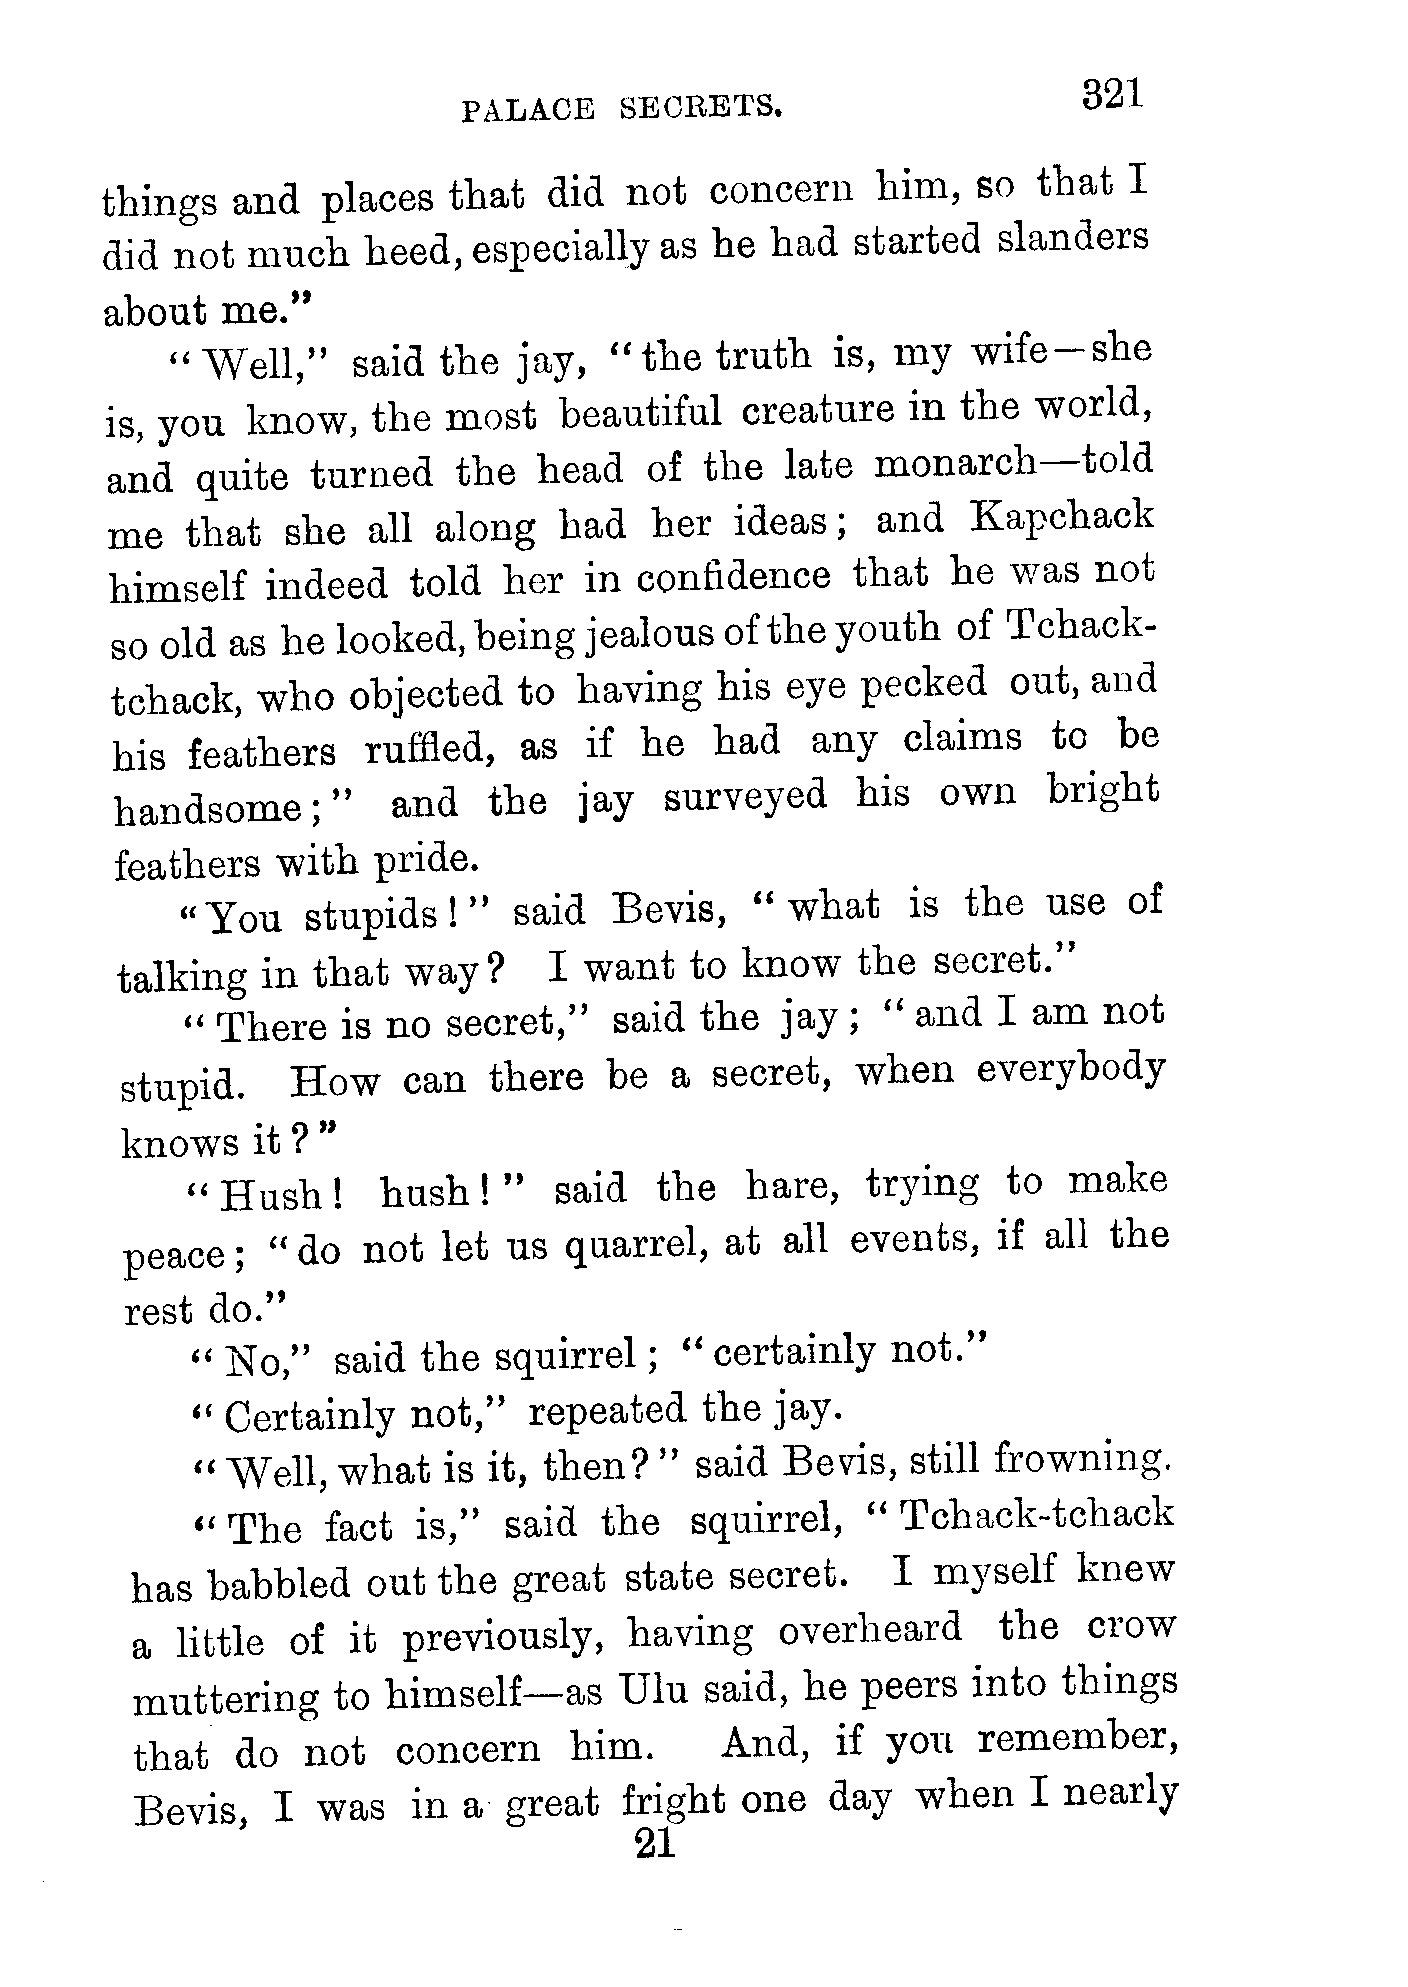 PALACE SECRETS. 321
things and places that did not concern him, so that I
did not much heed, especially as he had started slanders
about me."
"Well," said the jay, "the truth is, my wife—she
is, you know, the most beautiful creature in the world,
and quite turned the head of the late monarch—told
me that she all along had her ideas; and Kapchack
himself indeed told her in confidence that he was not
so old as he looked, being jealous of the youth of Tchack-
tchack, who objected to having his eye pecked out, and
his feathers ruffled, as if he had any claims to be
handsome;" and the jay surveyed his own bright
feathers with pride.
"You stupids!" said Bevis, "what is the use of
talking in that way? I want to know the secret."
"There is no secret," said the jay; "and I am not
stupid. How can there be a secret, when everybody
knows it?"
"Hush! hush!" said the hare, trying to make
peace; "do not let us quarrel, at all events, if all the
rest do."
"No," said the squirrel; "certainly not."
"Certainly not," repeated the jay.
"Well, what is it, then?" said Bevis, still frowning.
"The fact is," said the squirrel, "Tchack-tchack
has babbled out the great state secret. I myself knew
a little of it previously, having overheard the crow
muttering to himself—as Ulu said, he peers into things
that do not concern him. And, if you remember,
Bevis, I was in a great fright one day when I nearly
21